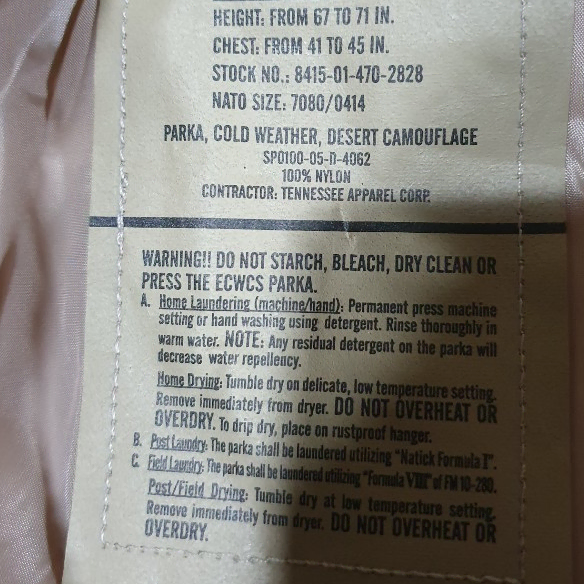 HEIGHT: FROM 67 TO 71 IN.
CHEST: FROM 41 TO 45 IN.
STOCK NO.: 8415-01-470-2828
NATO SIZE: 7080/0414
PARKA, COLD WEATHER, DESERT CAMOUFLAGE
SPO100-05-D-4062
100% NYLON
CONTRACTOR: TENNESSEE APPAREL CORP.
WARNING!! DO NOT STARCH, BLEACH, DRY CLEAN OR
PRESS THE ECWCS PARKA.
A. Home Laundering (machine/hand): Permanent press machine
setting or hand washing using detergent. Rinse thoroughly in
warm water. NOTE: Any residual detergent on the parka will
decrease water repellency.
Home Drying: Tumble dry on delicate, low temperature setting.
Remove immediately from dryer. DO NOT OVERHEAT OR
OVERDRY. To drip dry, place on rustproof hanger.
B. Post Laundry: The parka shall be laundered utilizing "Natick Formula I".
C. Field Laundry: The parka shall be laundered utilizing "Formula VIII" of FM 10-280.
Post/Field Drying: Tumble dry at low temperature setting.
Remove immediately from dryer. DO NOT OVERHEAT OR
OVERDRY.